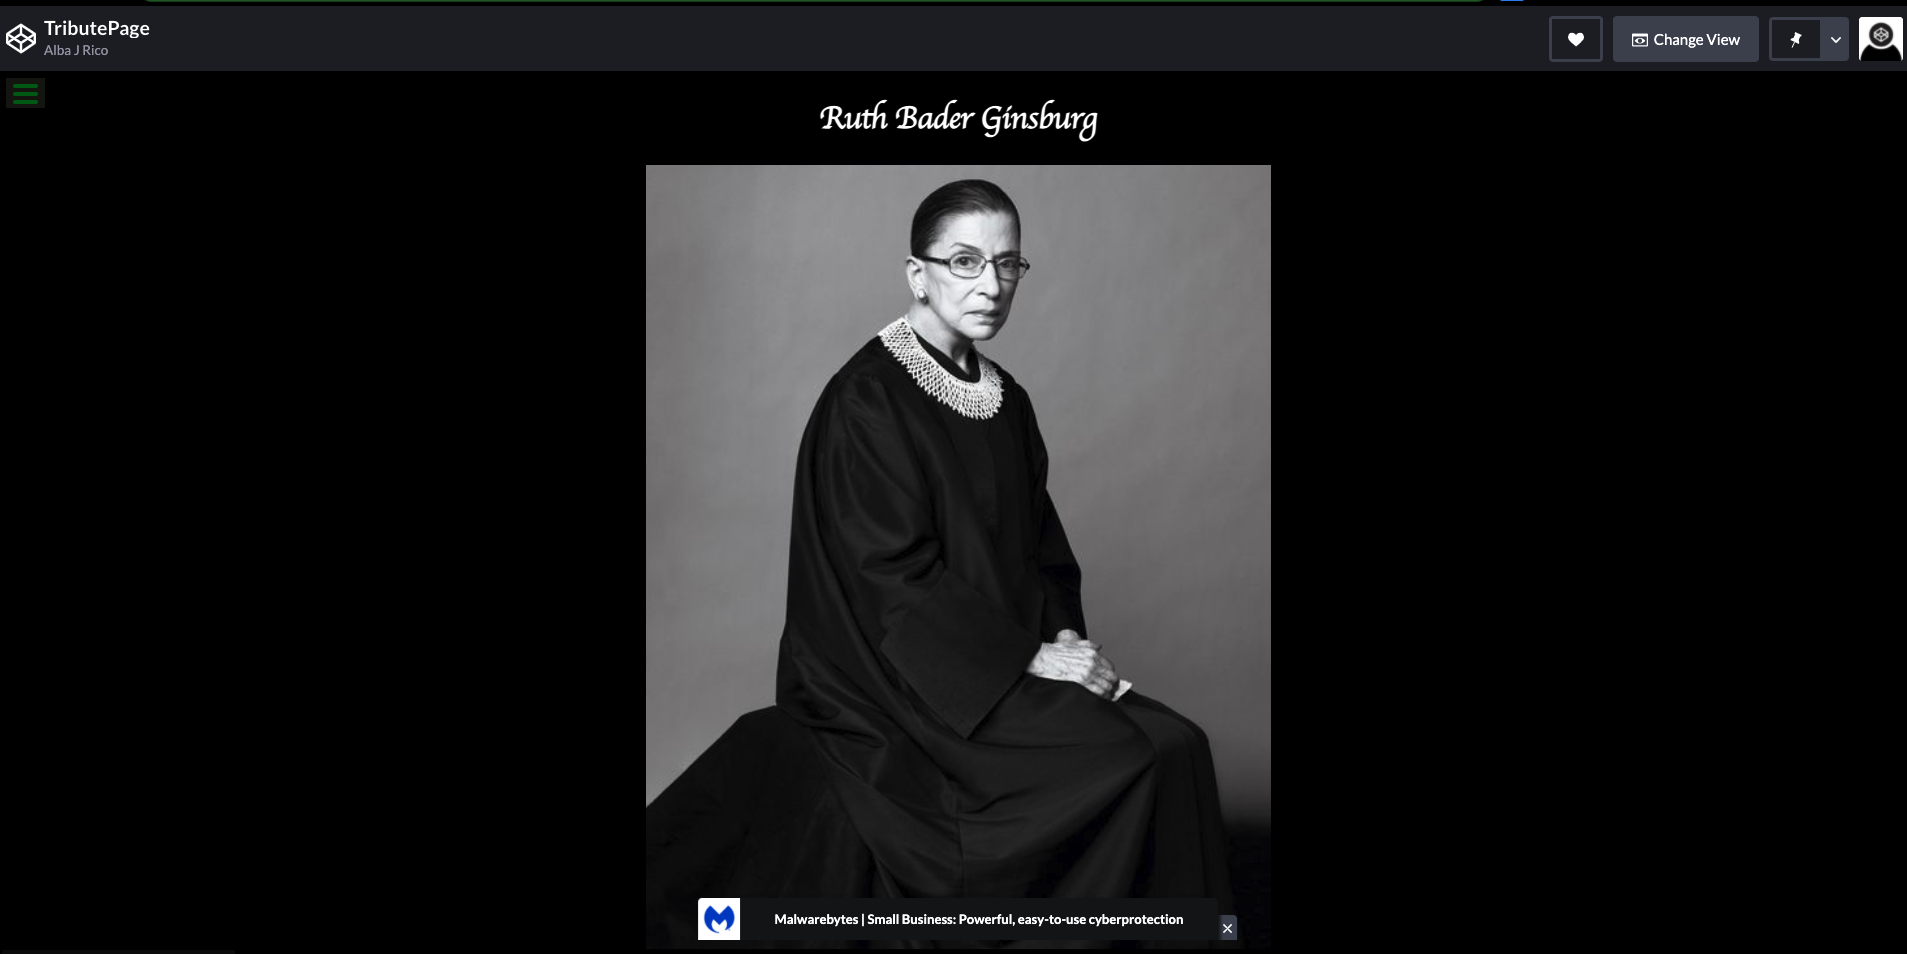 TributePage
Alba J Rico
Change View
Ruth Bader Ginsburg
Malwarebytes | Small Business: Powerful, easy-to-use cyberprotection